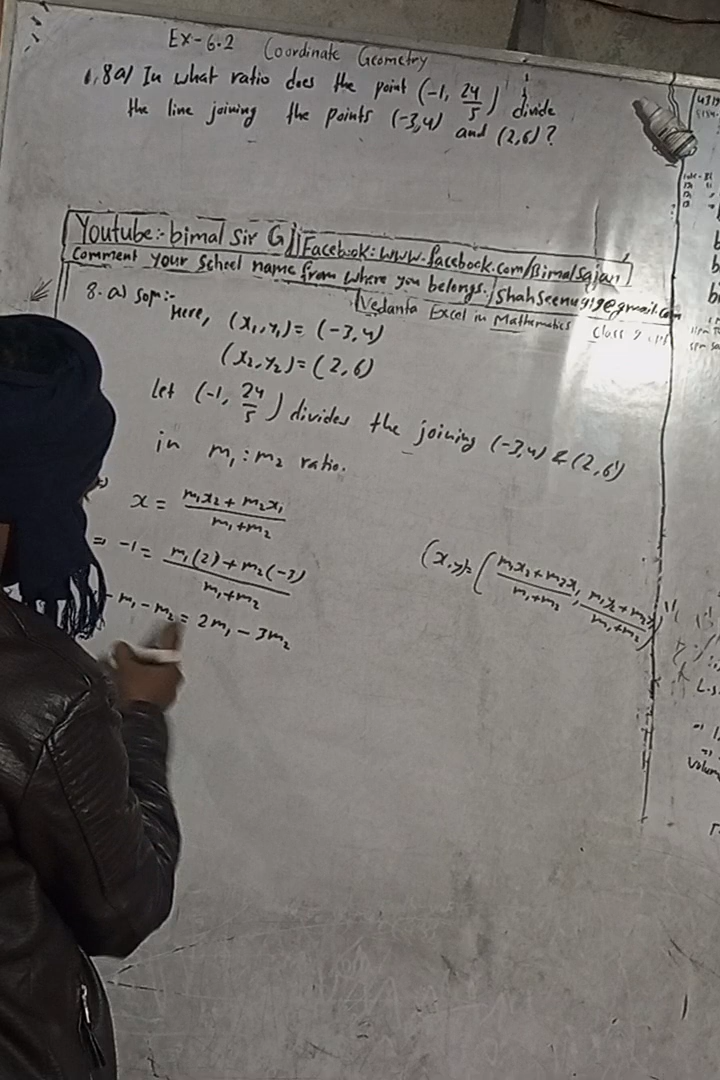 Ex-6.2 Coordinate Geometry
8a) In what ratio does the point (-1, 24/5) divide
the line joining the points (-3,4) and (2,6)?
Youtube:- bimal Sir G || Facebook: www.facebook.com/Bimalsajan
Comment your School name from where you belongs. / Shahseenu919@gmail.com
Vedanta Excel in Mathematics Class 9
8. a) Soln:-
Here, (x₁,y₁) = (-3,4)
(x₂,y₂) = (2,6)
Let (-1, 24/5) divides the joining (-3,4) & (2,6)
in m₁:m₂ ratio.
x = (m₁x₂ + m₂x₁)/(m₁+m₂)
= -1 = (m₁(2) + m₂(-3))/(m₁+m₂)
- m₁ - m₂ = 2m₁ - 3m₂
(x,y) = ((m₁x₂ + m₂x₁)/(m₁+m₂), (m₁y₂ + m₂y₁)/(m₁+m₂))